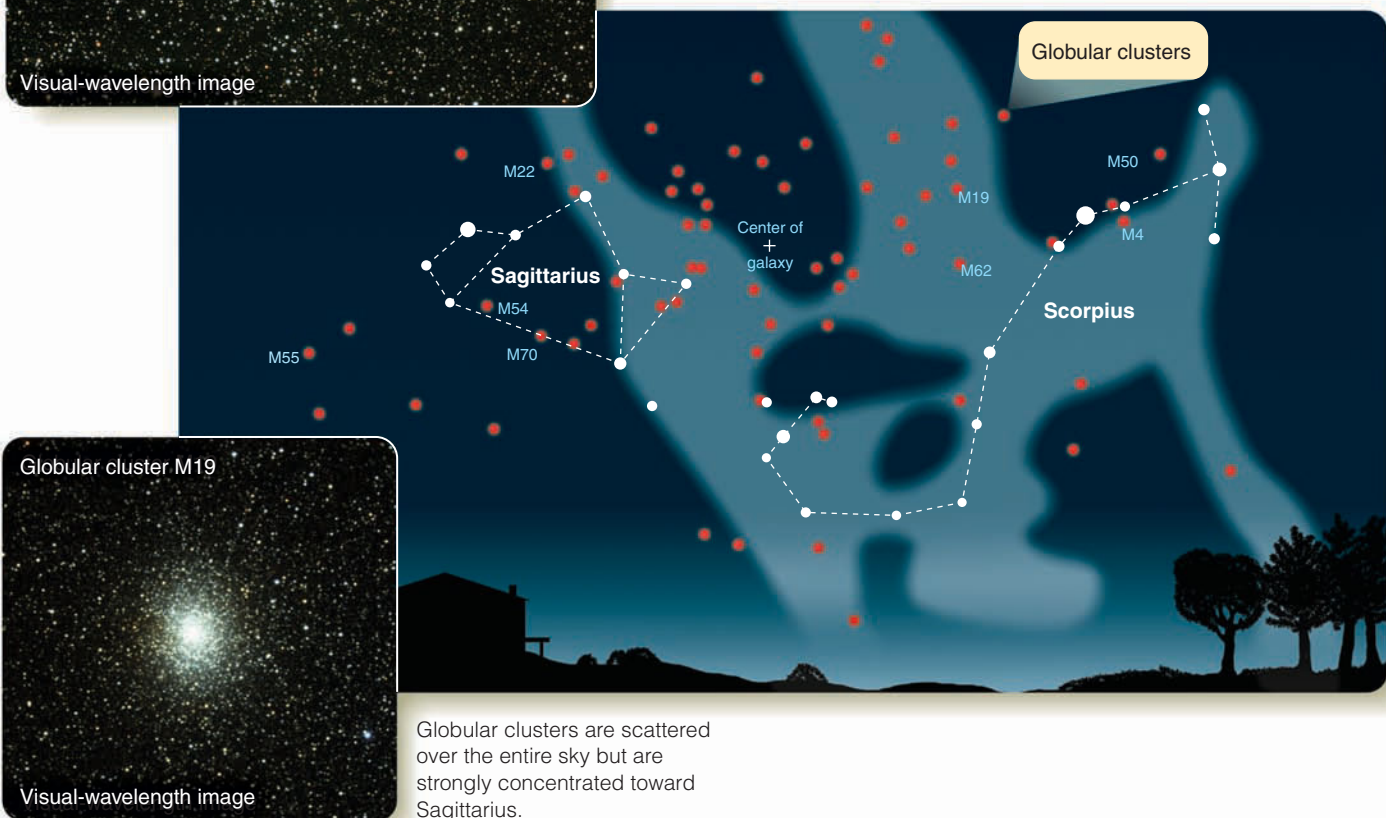 Visual-wavelength image
Globular clusters
M22
M50
M19
M4
Center of
+
galaxy
M62
Sagittarius
M54
Scorpius
M70
M55
Globular cluster M19
Visual-wavelength image
Globular clusters are scattered
over the entire sky but are
strongly concentrated toward
Sagittarius.